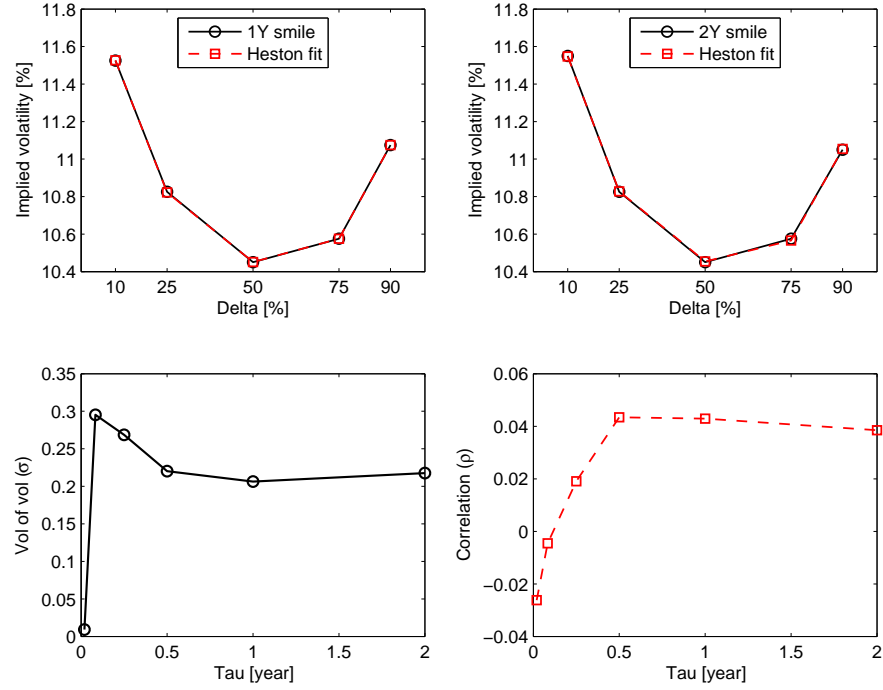 11.8
11.6
11.4
11.2
11
10.8
10.6
10.4
10 25 50 75 90
Delta [%]
Implied volatility [%]
1Y smile
Heston fit
11.8
11.6
11.4
11.2
11
10.8
10.6
10.4
10 25 50 75 90
Delta [%]
Implied volatility [%]
2Y smile
Heston fit
0.35
0.3
0.25
0.2
0.15
0.1
0.05
0
0 0.5 1 1.5 2
Tau [year]
Vol of vol (σ)
0.06
0.04
0.02
0
−0.02
−0.04
0 0.5 1 1.5 2
Tau [year]
Correlation (ρ)